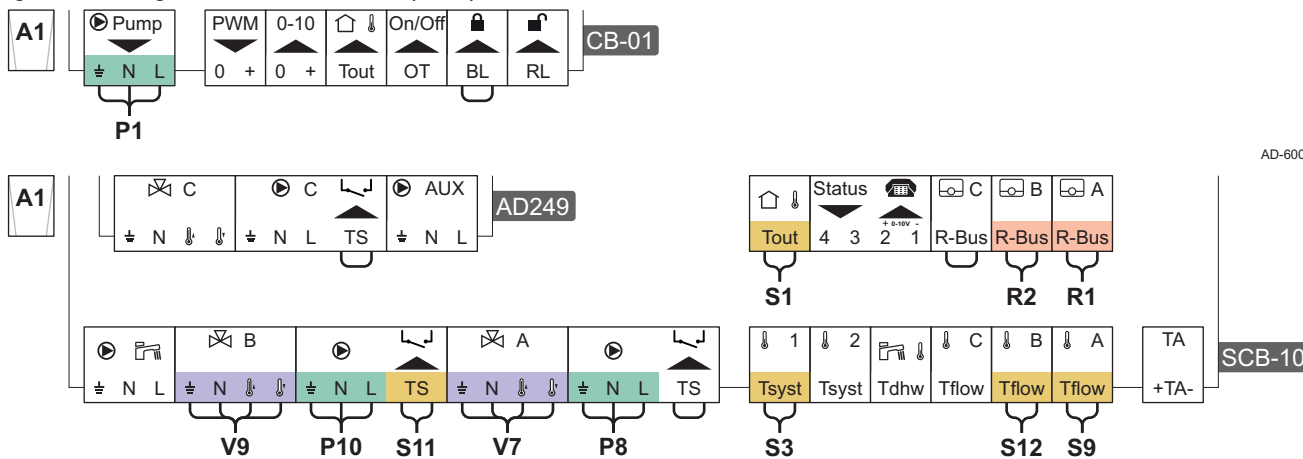 A1
Pump PWM 0-10 On/Off CB-01
N L 0 + 0 + Tout OT BL RL
P1
AD-600
A1
C C AUX AD249
N N L TS N L
Status C B A
+ 0-10V -
Tout 4 3 2 1 R-Bus R-Bus R-Bus
S1 R2 R1
B A 1 2 C B A TA SCB-10
N L N N L TS N N L TS Tsyst Tsyst Tdhw Tflow Tflow Tflow +TA-
V9 P10 S11 V7 P8 S3 S12 S9